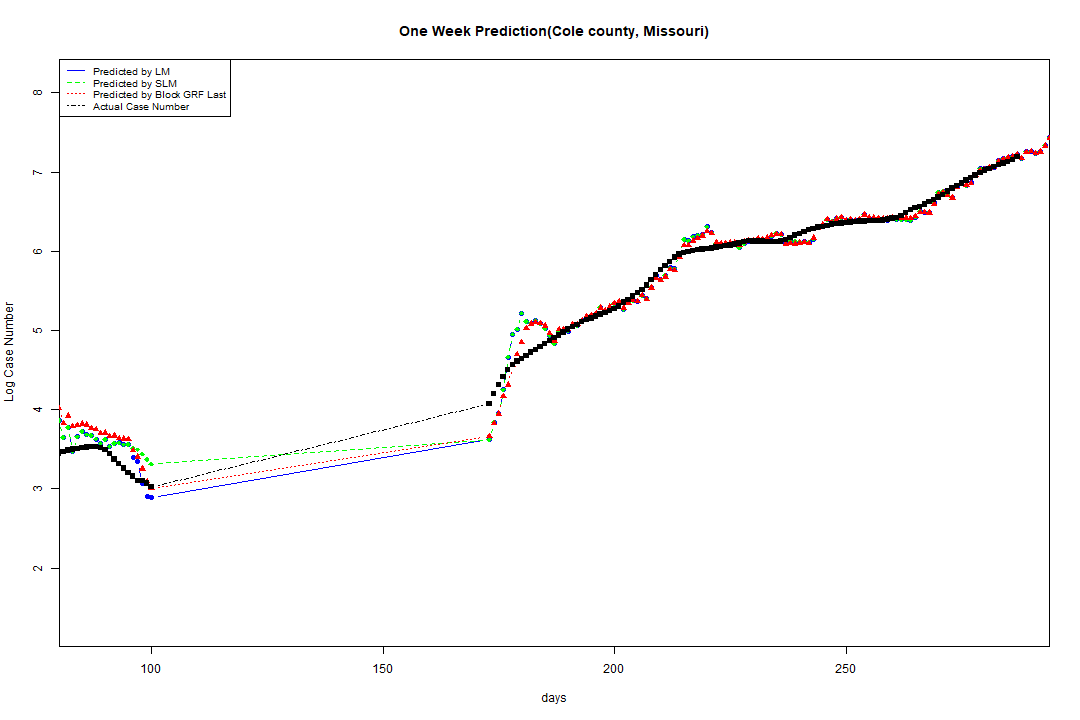 One Week Prediction(Cole county, Missouri)
Predicted by LM
Predicted by SLM
Predicted by Block GRF Last
Actual Case Number
8
7
6
5
4
3
2
Log Case Number
100 150 200 250
days